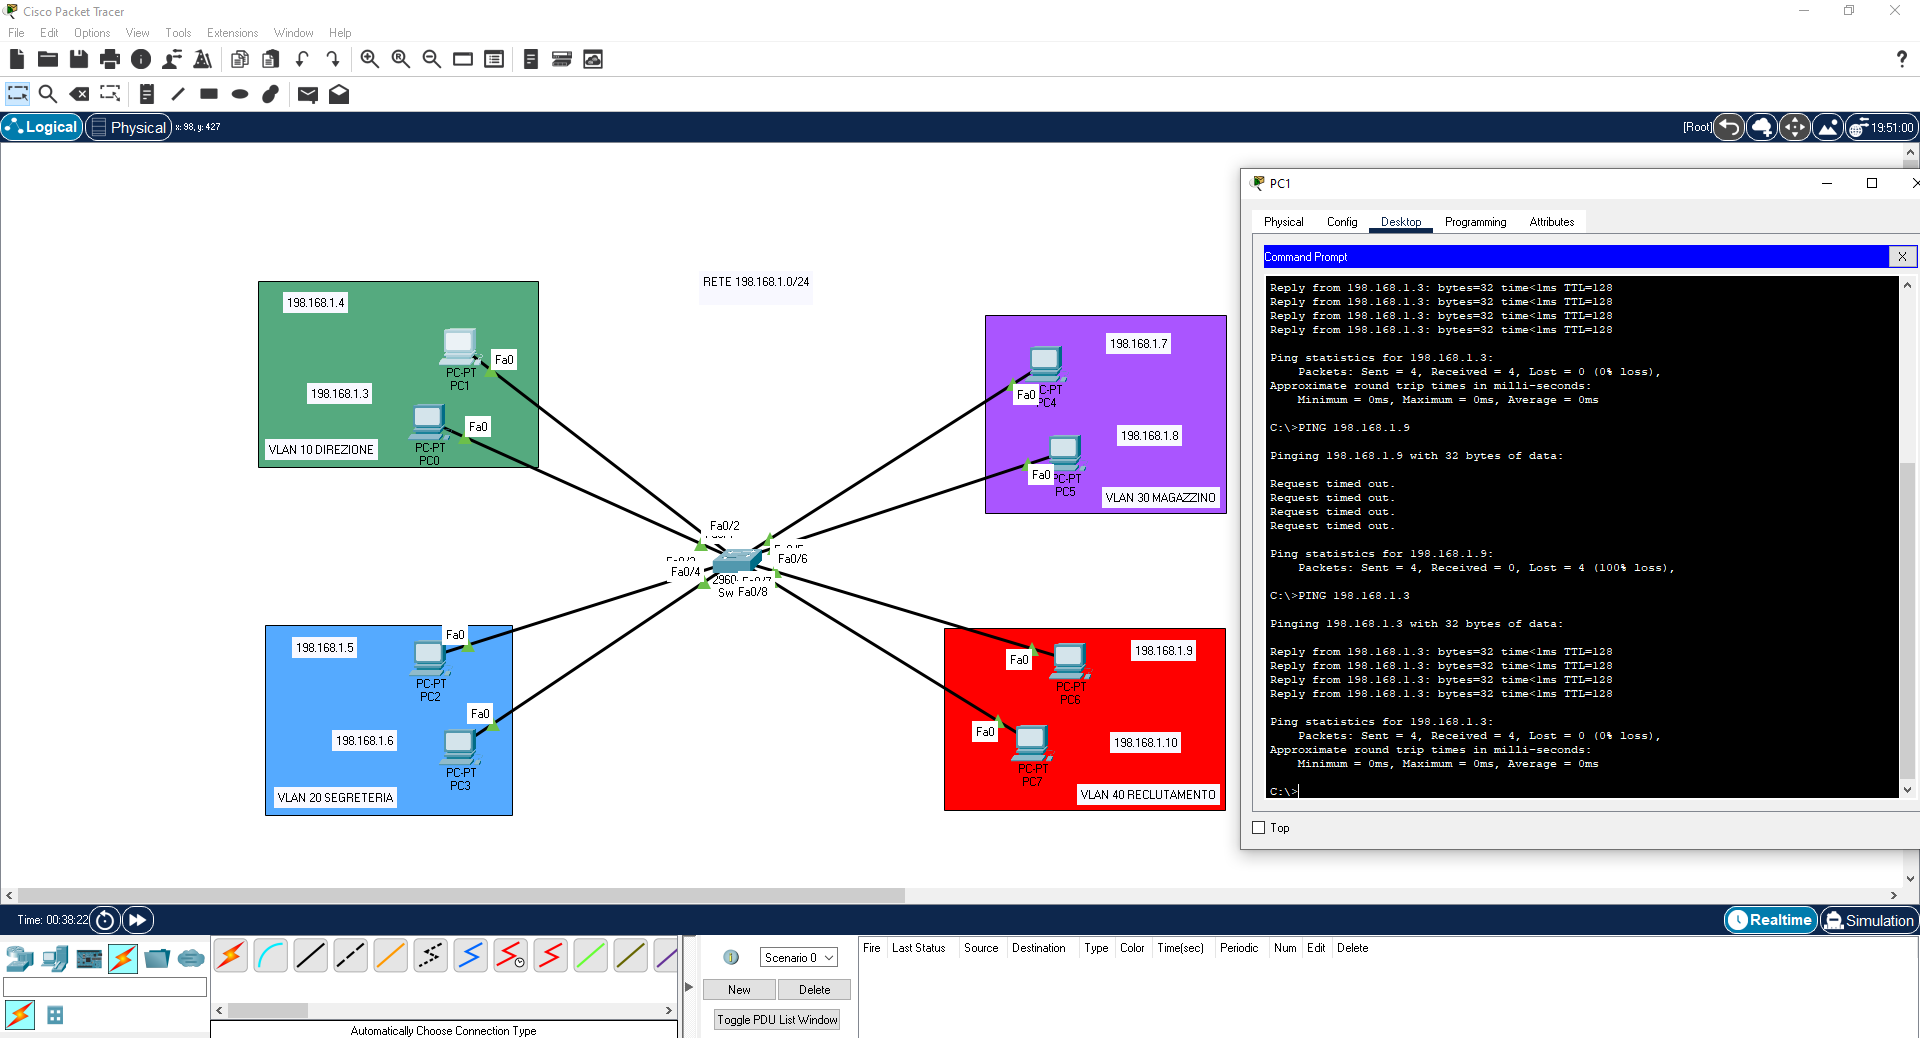 Cisco Packet Tracer
File Edit Options View Tools Extensions Window Help
Logical
Physical
x: 98, y: 427
[Root]
19:51:00
RETE 198.168.1.0/24
198.168.1.4
Fa0
PC-PT
PC1
198.168.1.3
Fa0
PC-PT
PC0
VLAN 10 DIREZIONE
198.168.1.7
Fa0
PC-PT
PC4
198.168.1.8
Fa0
PC-PT
PC5
VLAN 30 MAGAZZINO
Fa0/2
Fa0/6
Fa0/4
2960
Sw
Fa0/8
198.168.1.5
Fa0
PC-PT
PC2
198.168.1.6
Fa0
PC-PT
PC3
VLAN 20 SEGRETERIA
198.168.1.9
Fa0
PC-PT
PC6
198.168.1.10
Fa0
PC-PT
PC7
VLAN 40 RECLUTAMENTO
PC1
Physical Config Desktop Programming Attributes
Command Prompt
X
Reply from 198.168.1.3: bytes=32 time<1ms TTL=128
Reply from 198.168.1.3: bytes=32 time<1ms TTL=128
Reply from 198.168.1.3: bytes=32 time<1ms TTL=128
Reply from 198.168.1.3: bytes=32 time<1ms TTL=128
Ping statistics for 198.168.1.3:
Packets: Sent = 4, Received = 4, Lost = 0 (0% loss),
Approximate round trip times in milli-seconds:
Minimum = 0ms, Maximum = 0ms, Average = 0ms
C:\>PING 198.168.1.9
Pinging 198.168.1.9 with 32 bytes of data:
Request timed out.
Request timed out.
Request timed out.
Request timed out.
Ping statistics for 198.168.1.9:
Packets: Sent = 4, Received = 0, Lost = 4 (100% loss),
C:\>PING 198.168.1.3
Pinging 198.168.1.3 with 32 bytes of data:
Reply from 198.168.1.3: bytes=32 time<1ms TTL=128
Reply from 198.168.1.3: bytes=32 time<1ms TTL=128
Reply from 198.168.1.3: bytes=32 time<1ms TTL=128
Reply from 198.168.1.3: bytes=32 time<1ms TTL=128
Ping statistics for 198.168.1.3:
Packets: Sent = 4, Received = 4, Lost = 0 (0% loss),
Approximate round trip times in milli-seconds:
Minimum = 0ms, Maximum = 0ms, Average = 0ms
C:\>
Top
Time: 00:38:22
Realtime
Simulation
Scenario 0
New
Delete
Toggle PDU List Window
Fire Last Status Source Destination Type Color Time(sec) Periodic Num Edit Delete
Automatically Choose Connection Type